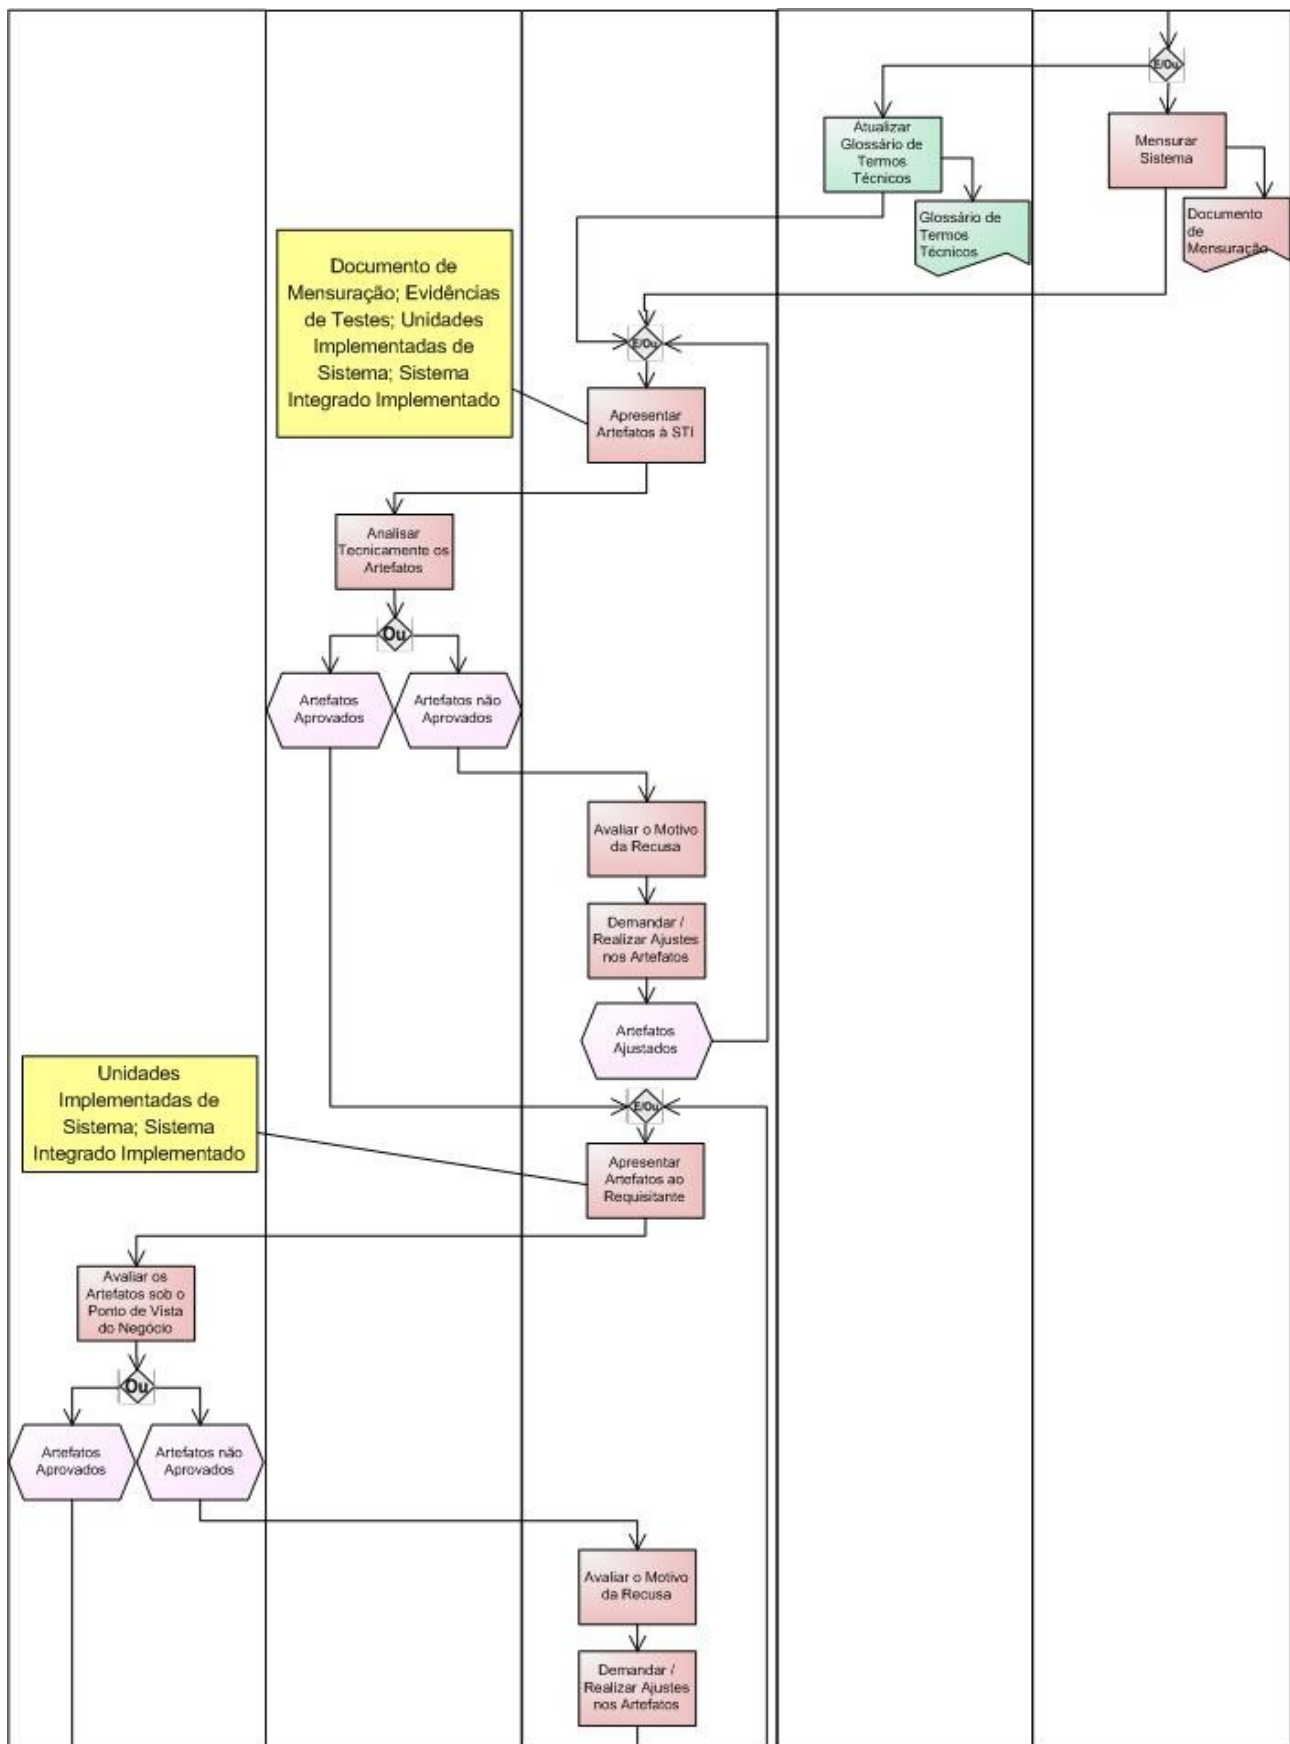 E/Ou
Atualizar
Glossário de
Termos
Técnicos
Mensurar
Sistema
Glossário de
Termos
Técnicos
Documento
de
Mensuração
Documento de
Mensuração; Evidências
de Testes; Unidades
Implementadas de
Sistema; Sistema
Integrado Implementado
E/Ou
Apresentar
Artefatos à STI
Analisar
Tecnicamente os
Artefatos
Ou
Artefatos
Aprovados
Artefatos não
Aprovados
Avaliar o Motivo
da Recusa
Demandar /
Realizar Ajustes
nos Artefatos
Artefatos
Ajustados
Unidades
Implementadas de
Sistema; Sistema
Integrado Implementado
E/Ou
Apresentar
Artefatos ao
Requisitante
Avaliar os
Artefatos sob o
Ponto de Vista
do Negócio
Ou
Artefatos
Aprovados
Artefatos não
Aprovados
Avaliar o Motivo
da Recusa
Demandar /
Realizar Ajustes
nos Artefatos